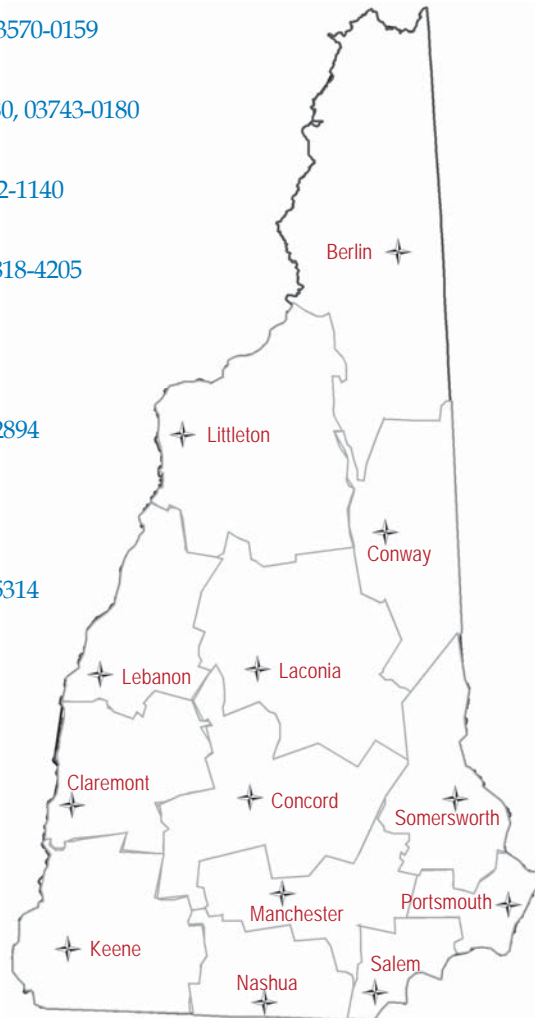 3570-0159
0, 03743-0180
2-1140
318-4205
2894
5314
Berlin
Littleton
Conway
Lebanon
Laconia
Claremont
Concord
Somersworth
Manchester
Portsmouth
Keene
Salem
Nashua